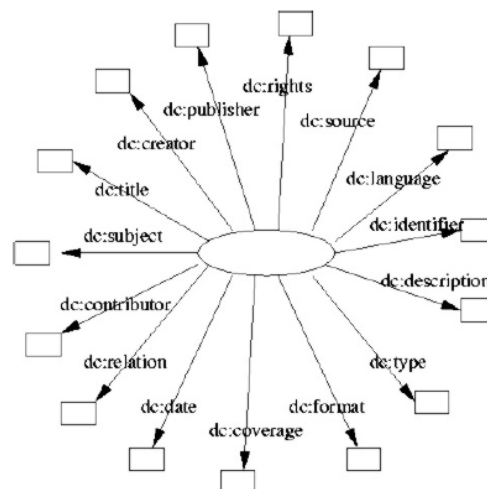 dc:rights
dc:publisher
dc:source
dc:creator
dc:language
dc:title
dc:identifier
dc:subject
dc:description
dc:contributor
dc:relation
dc:type
dc:date
dc:format
dc:coverage